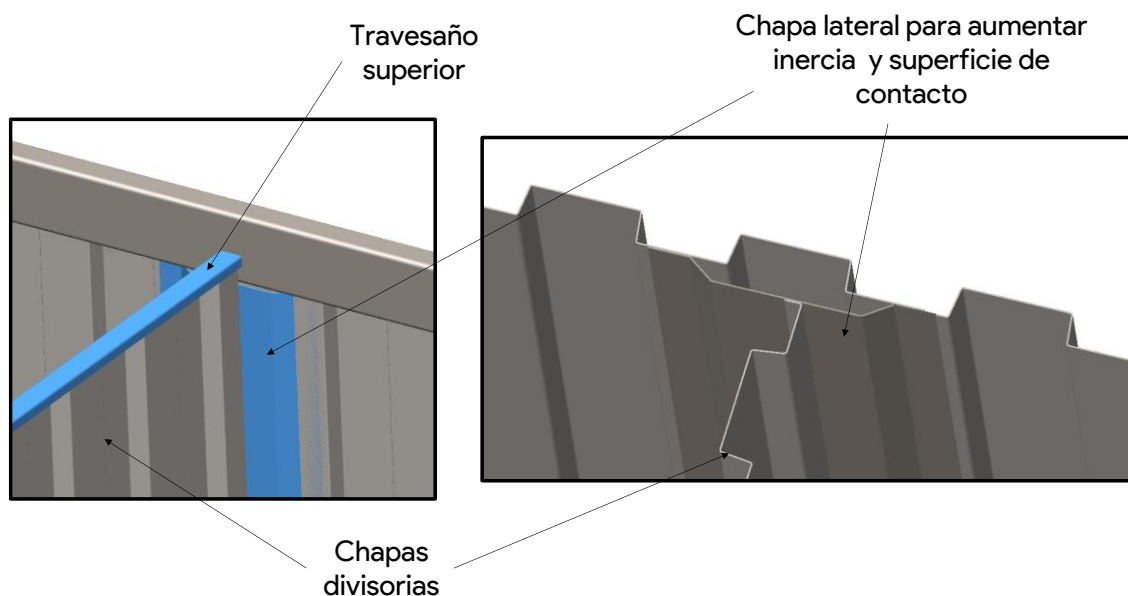 Travesaño
superior
Chapa lateral para aumentar
inercia y superficie de
contacto
Chapas
divisorias